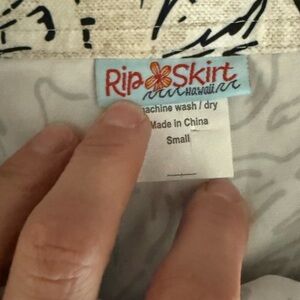 Rip Skirt
Hawaii
machine wash / dry
Made in China
Small